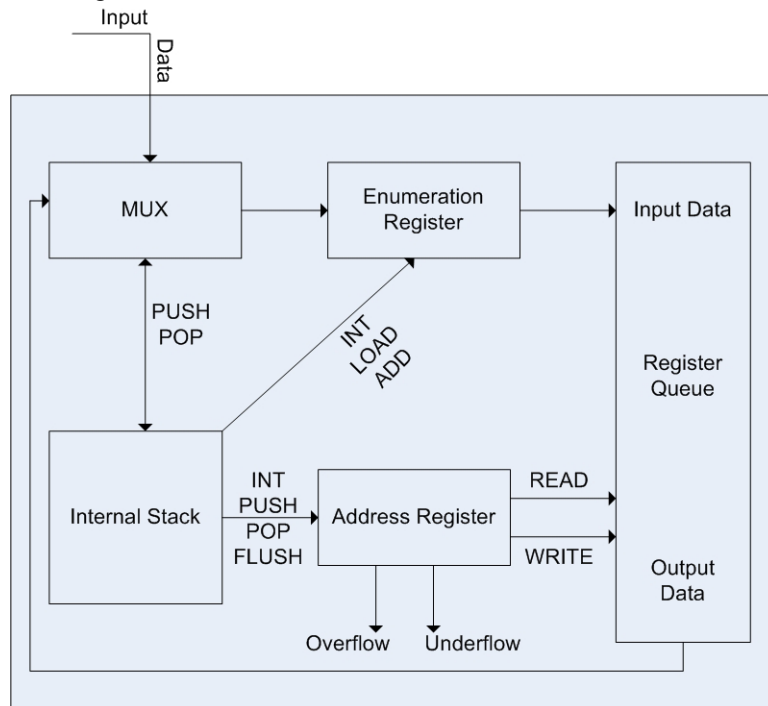 Input
Data
MUX
Enumeration
Register
Input Data
PUSH
POP
INT
LOAD
ADD
Register
Queue
Internal Stack
INT
PUSH
POP
FLUSH
Address Register
READ
WRITE
Output
Data
Overflow
Underflow